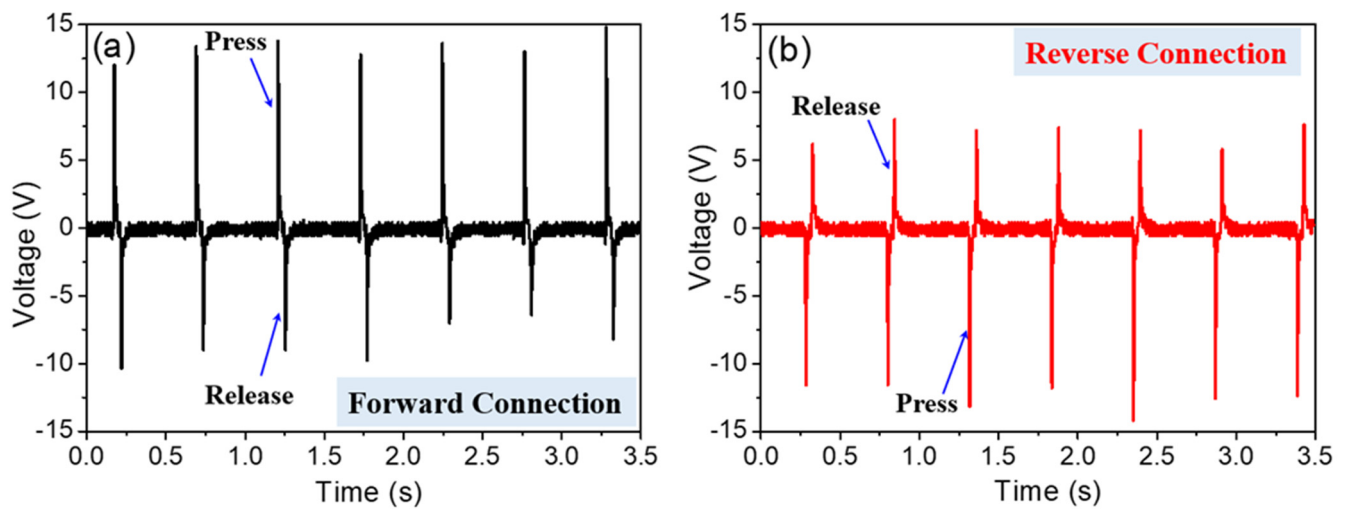 (a)
Press
Release
Forward Connection
Voltage (V)
15
10
5
0
-5
-10
-15
0.0 0.5 1.0 1.5 2.0 2.5 3.0 3.5
Time (s)
(b)
Reverse Connection
Release
Press
Voltage (V)
15
10
5
0
-5
-10
-15
0.0 0.5 1.0 1.5 2.0 2.5 3.0 3.5
Time (s)